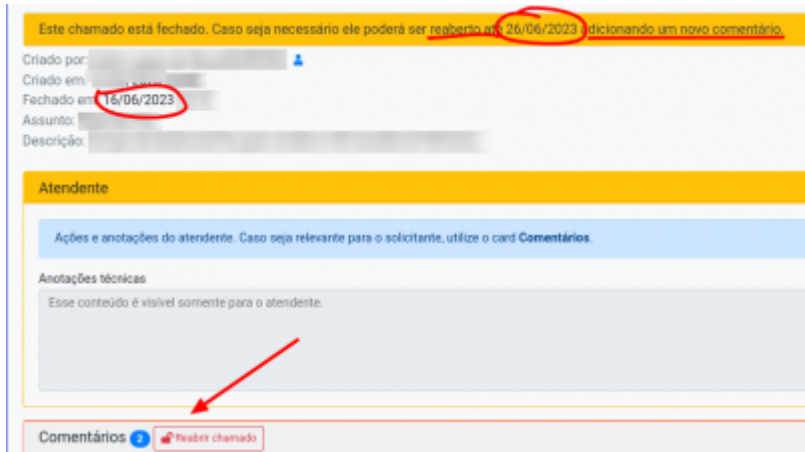 Este chamado está fechado. Caso seja necessário ele poderá ser reaberto até 26/06/2023 adicionando um novo comentário.
Criado por:
Criado em:
Fechado em: 16/06/2023
Assunto:
Descrição:
Atendente
Ações e anotações do atendente. Caso seja relevante para o solicitante, utilize o card Comentários.
Anotações técnicas
Esse conteúdo é visível somente para o atendente.
Comentários 2 Reabrir chamado